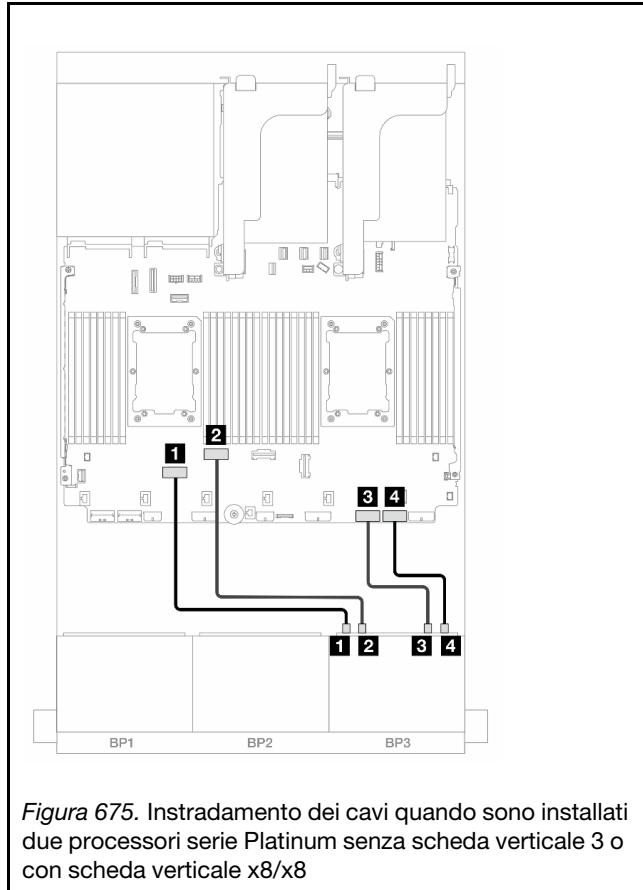 2
1
3 4
1 2 3 4
BP1 BP2 BP3
Figura 675. Instradamento dei cavi quando sono installati
due processori serie Platinum senza scheda verticale 3 o
con scheda verticale x8/x8